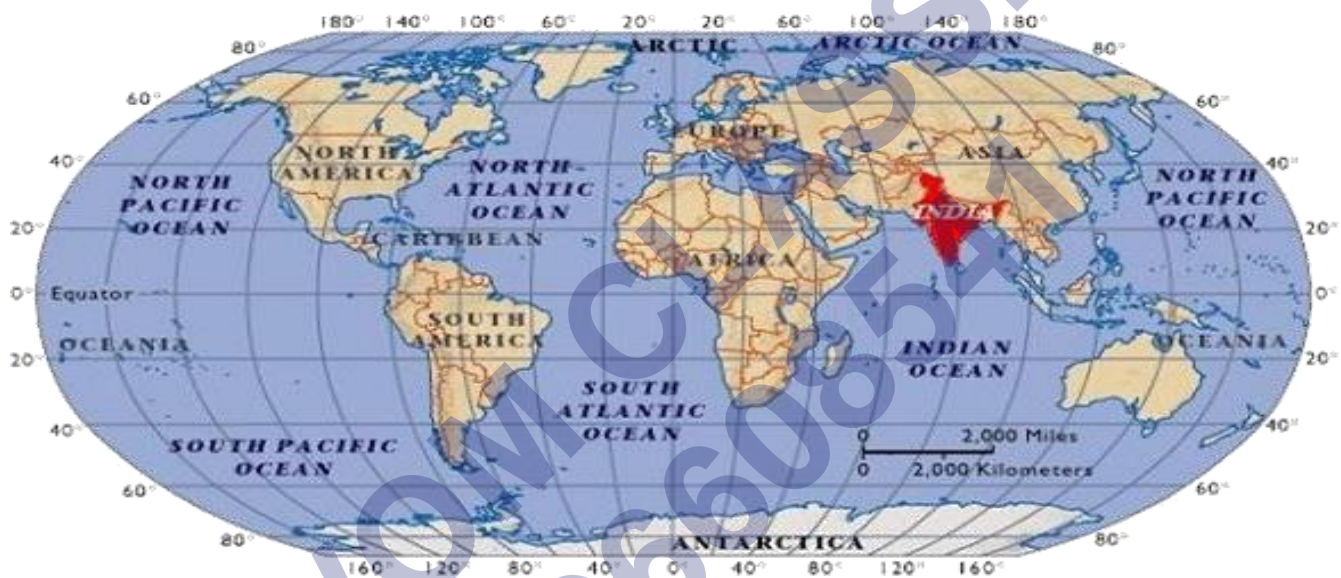 180° 140° 100° 60° 20° 20° 60° 100° 140° 180°
80° ARCTIC ARCTIC OCEAN 80°
60° 60°
EUROPE
40° NORTH AMERICA ASIA 40°
NORTH PACIFIC OCEAN
NORTH ATLANTIC OCEAN
NORTH PACIFIC OCEAN
INDIA
20° CARIBBEAN 20°
AFRICA
0° Equator 0°
SOUTH AMERICA
OCEANIA OCEANIA
20° INDIAN OCEAN 20°
SOUTH ATLANTIC OCEAN
40° 40°
SOUTH PACIFIC OCEAN
0 2,000 Miles
0 2,000 Kilometers
60° 60°
80° ANTARCTICA 80°
160° 120° 80° 40° 0° 40° 80° 120° 160°